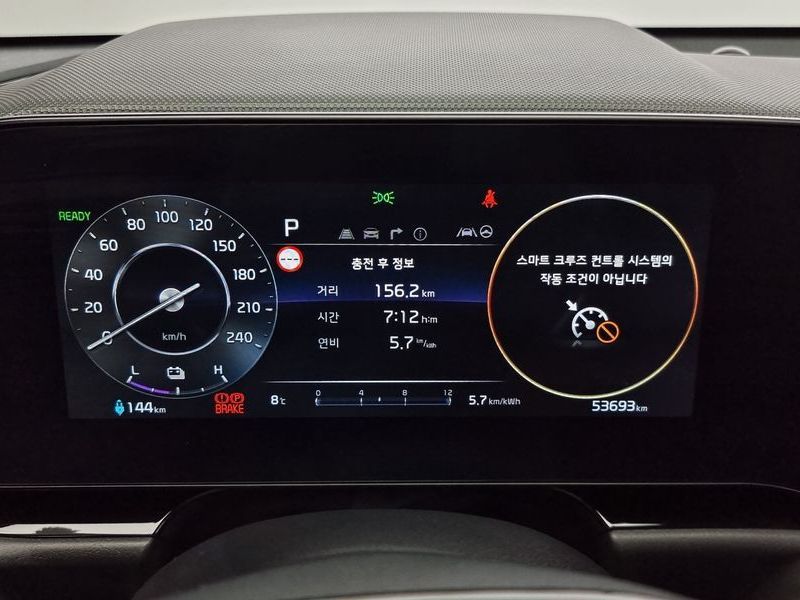 READY
0 20 40 60 80 100 120 150 180 210 240
km/h
L H
144km
BRAKE
P
충전 후 정보
거리 156.2 km
시간 7:12 h:m
연비 5.7 km/kWh
8℃
0 4 8 12
5.7 km/kWh
스마트 크루즈 컨트롤 시스템의
작동 조건이 아닙니다
53693km